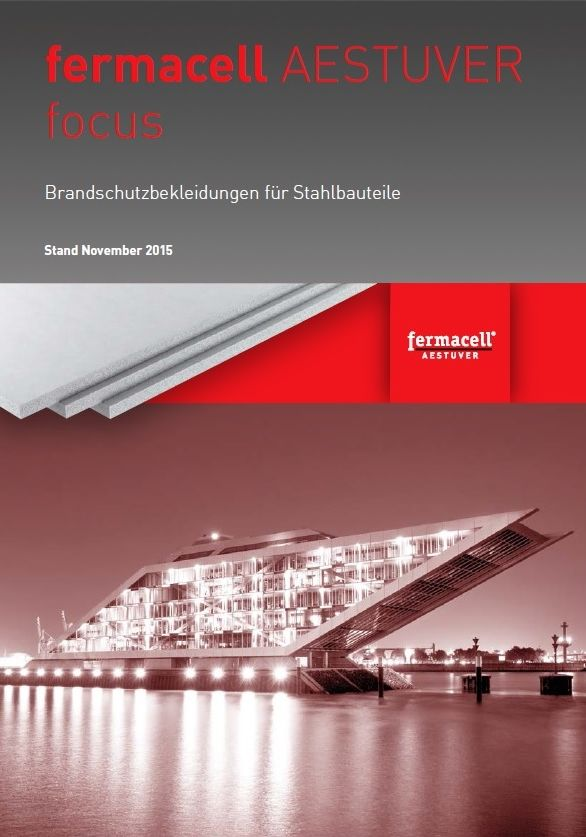 fermacell AESTUVER
focus
Brandschutzbekleidungen für Stahlbauteile
Stand November 2015
fermacell®
AESTUVER